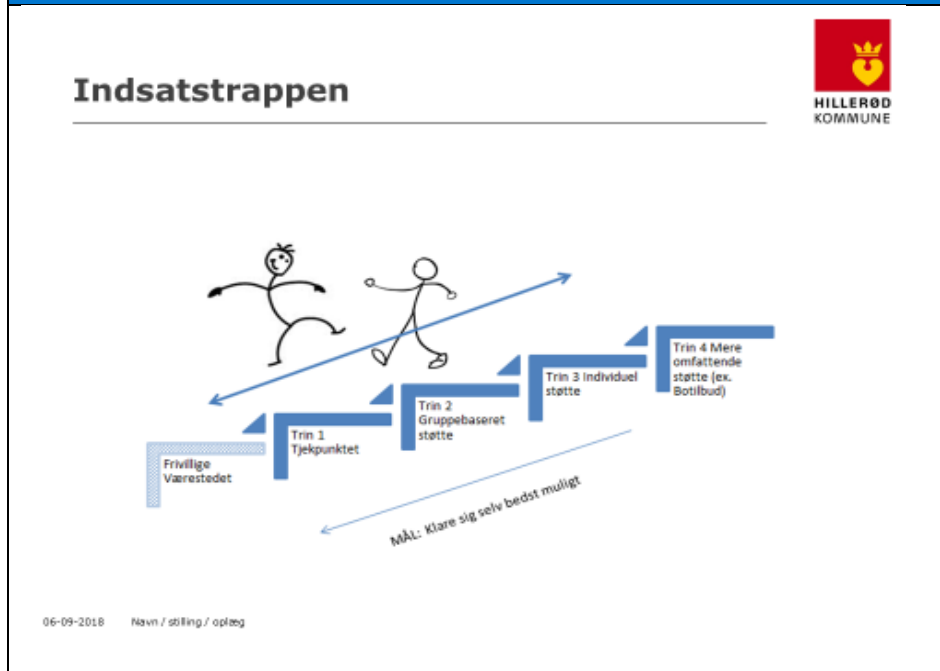 Indsatstrappen
HILLERØD
KOMMUNE
Frivillige
Værestedet
Trin 1
Tjekpunktet
Trin 2
Gruppebaseret
støtte
Trin 3 Individuel
støtte
Trin 4 Mere
omfattende
støtte (ex.
Botilbud)
MÅL: Klare sig selv bedst muligt
06-09-2018 Navn / stilling / oplæg